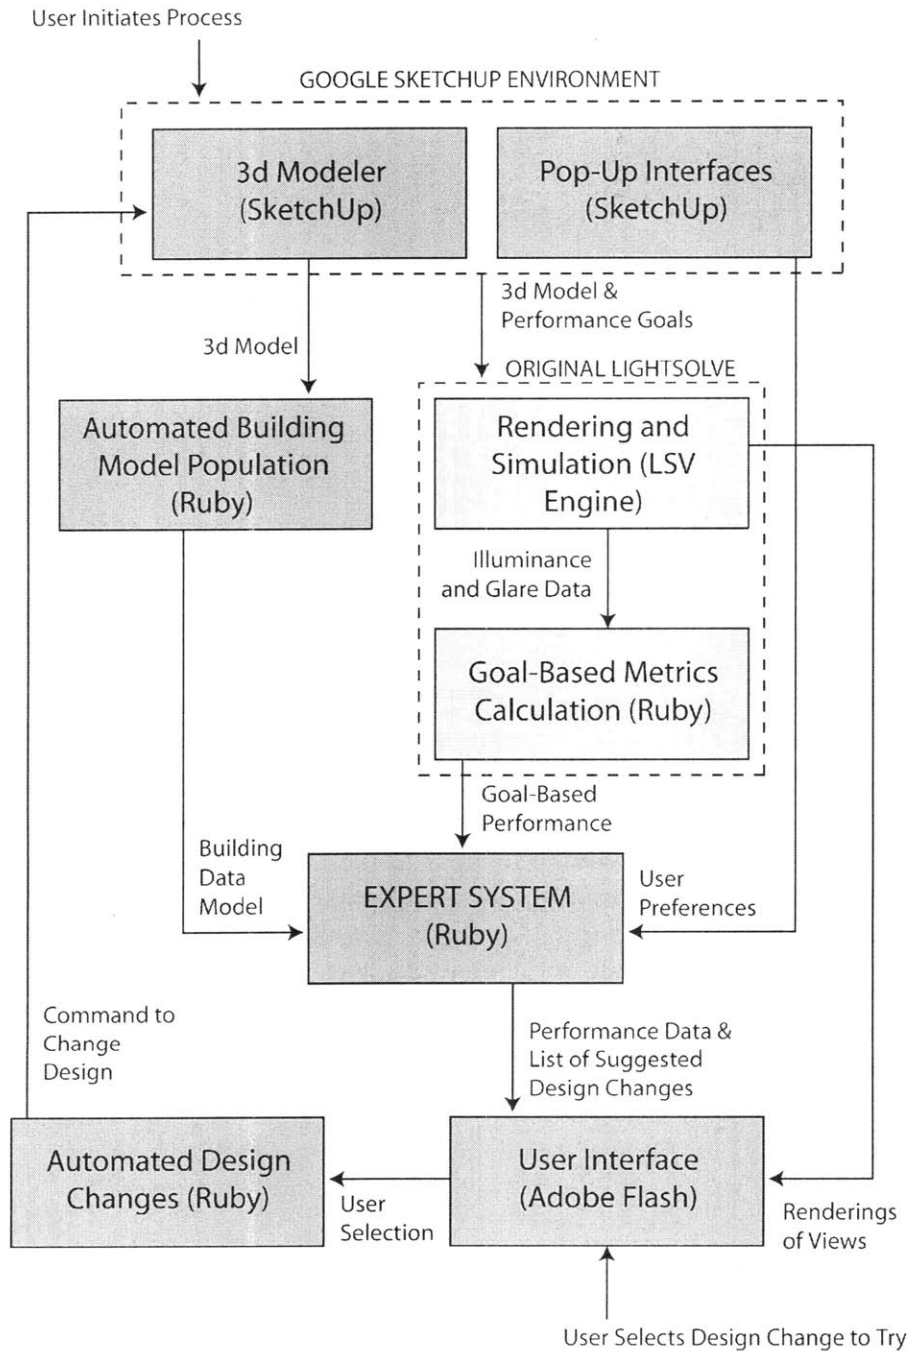 User Initiates Process
GOOGLE SKETCHUP ENVIRONMENT
3d Modeler
(SketchUp)
Pop-Up Interfaces
(SketchUp)
3d Model &
Performance Goals
3d Model
ORIGINAL LIGHTSOLVE
Automated Building
Model Population
(Ruby)
Rendering and
Simulation (LSV
Engine)
Illuminance
and Glare Data
Goal-Based Metrics
Calculation (Ruby)
Goal-Based
Performance
Building
Data
Model
EXPERT SYSTEM
(Ruby)
User
Preferences
Command to
Change
Design
Performance Data &
List of Suggested
Design Changes
Automated Design
Changes (Ruby)
User
Selection
User Interface
(Adobe Flash)
Renderings
of Views
User Selects Design Change to Try